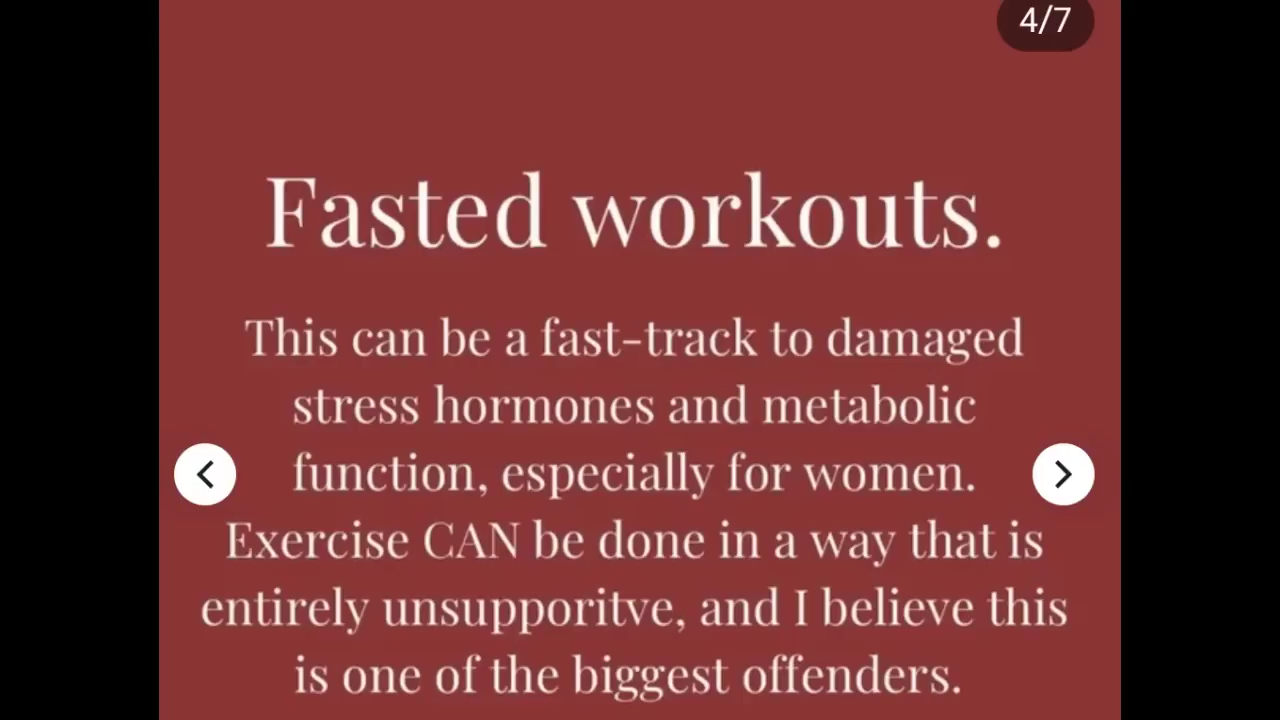 4/7
Fasted workouts.
This can be a fast-track to damaged
stress hormones and metabolic
function, especially for women.
Exercise CAN be done in a way that is
entirely unsupporitve, and I believe this
is one of the biggest offenders.